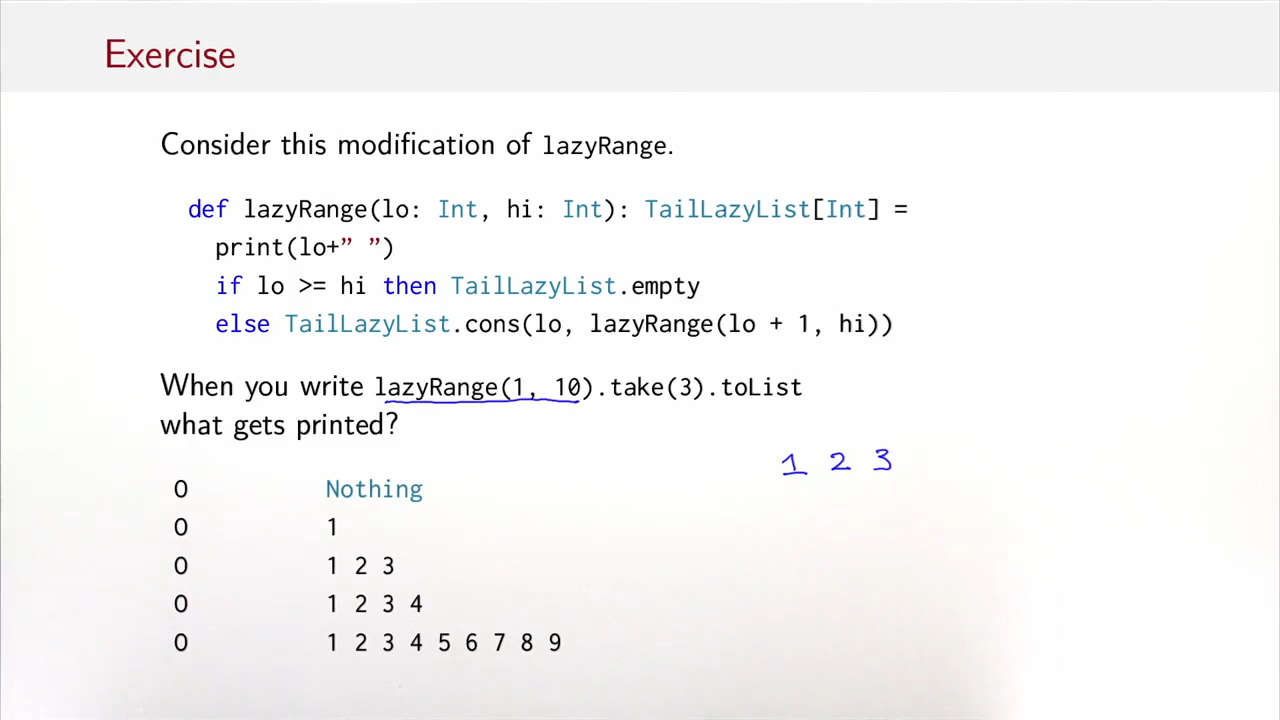 Exercise
Consider this modification of lazyRange.
def lazyRange(lo: Int, hi: Int): TailLazyList[Int] =
print(lo+” ”)
if lo >= hi then TailLazyList.empty
else TailLazyList.cons(lo, lazyRange(lo + 1, hi))
When you write lazyRange(1, 10).take(3).toList
what gets printed?
1 2 3
O Nothing
O 1
O 1 2 3
O 1 2 3 4
O 1 2 3 4 5 6 7 8 9